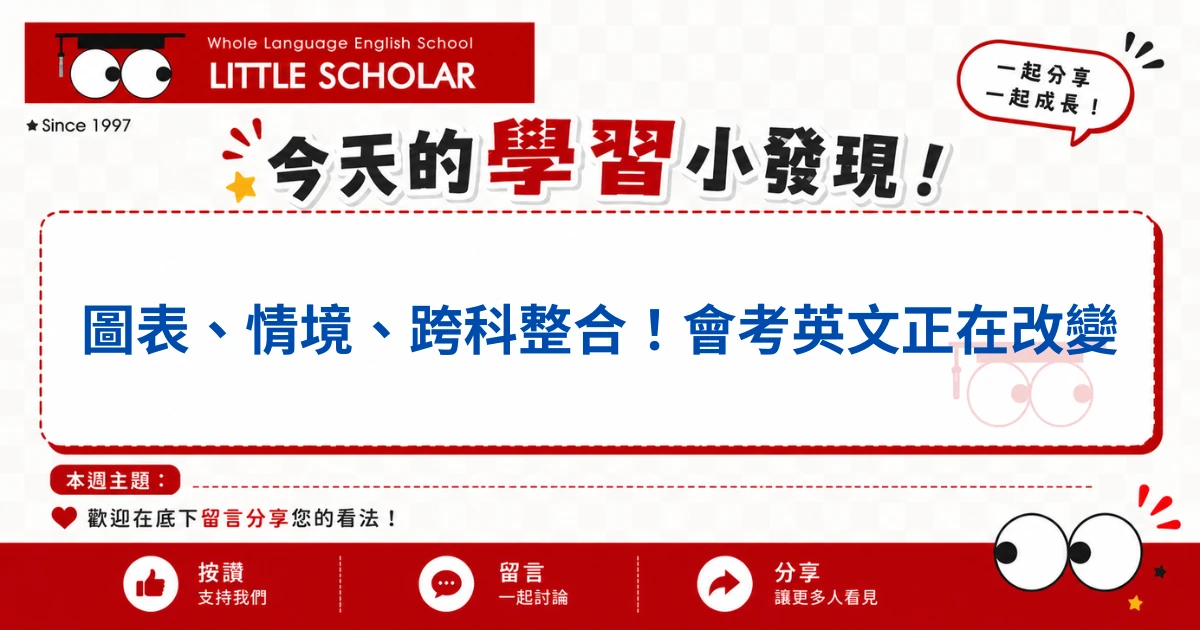 Whole Language English School
LITTLE SCHOLAR
Since 1997
一起分享
一起成長！
今天的學習小發現！
圖表、情境、跨科整合！會考英文正在改變
本週主題：
歡迎在底下留言分享您的看法！
按讚
支持我們
留言
一起討論
分享
讓更多人看見